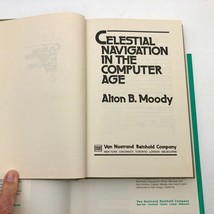 CELESTIAL
NAVIGATION
IN THE
COMPUTER
AGE
Alton B. Moody
Van Nostrand Reinhold Company
NEW YORK CINCINNATI TORONTO LONDON MELBOURNE
Van Nostrand Reinhold Company